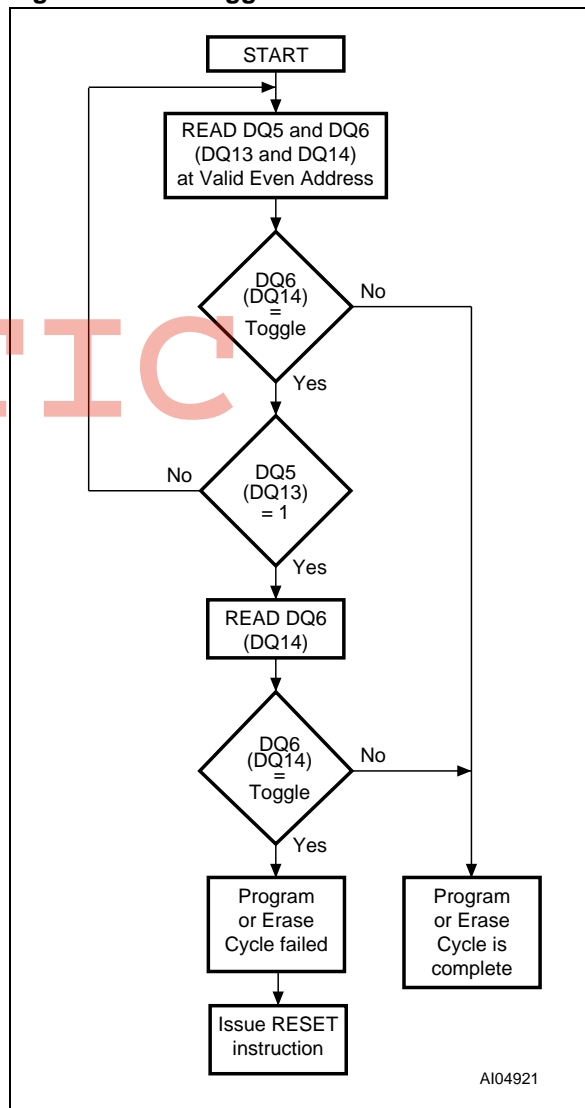 START
READ DQ5 and DQ6
(DQ13 and DQ14)
at Valid Even Address
DQ6
(DQ14)
=
Toggle
No
Yes
DQ5
(DQ13)
= 1
No
Yes
READ DQ6
(DQ14)
DQ6
(DQ14)
=
Toggle
No
Yes
Program
or Erase
Cycle failed
Program
or Erase
Cycle is
complete
Issue RESET
instruction
AI04921
TIC